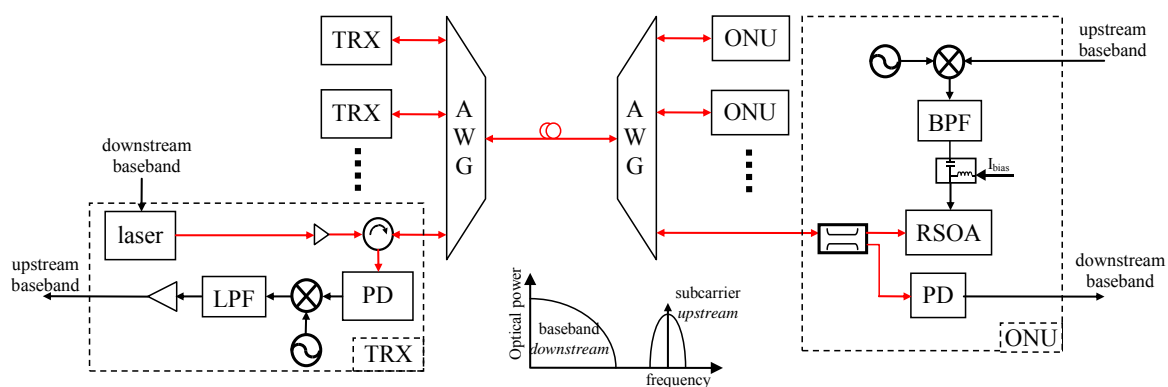 TRX
TRX
downstream
baseband
laser
upstream
baseband
LPF
PD
TRX
A
W
G
A
W
G
Optical power
baseband
downstream
subcarrier
upstream
frequency
ONU
ONU
upstream
baseband
BPF
I bias
RSOA
PD
downstream
baseband
ONU